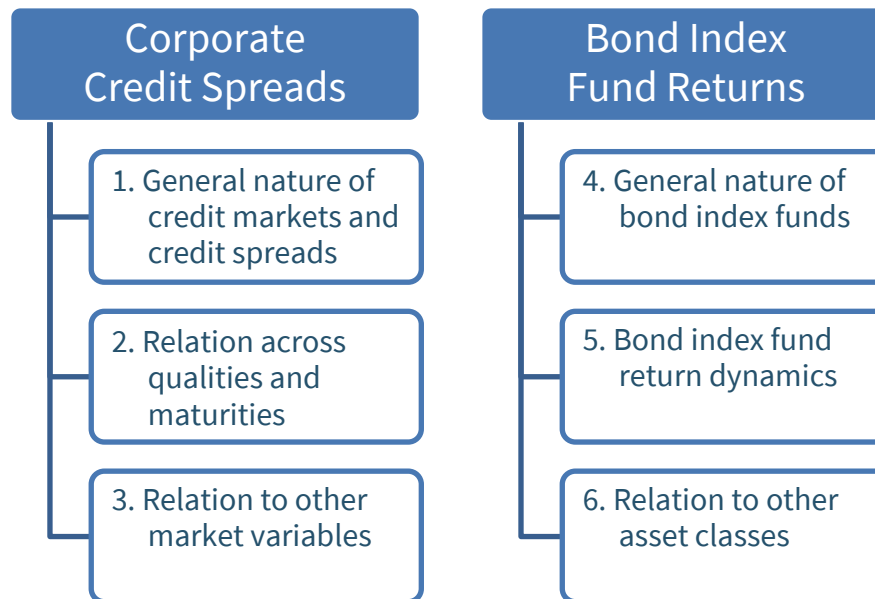 Corporate
Credit Spreads
1. General nature of
credit markets and
credit spreads
2. Relation across
qualities and
maturities
3. Relation to other
market variables
Bond Index
Fund Returns
4. General nature of
bond index funds
5. Bond index fund
return dynamics
6. Relation to other
asset classes